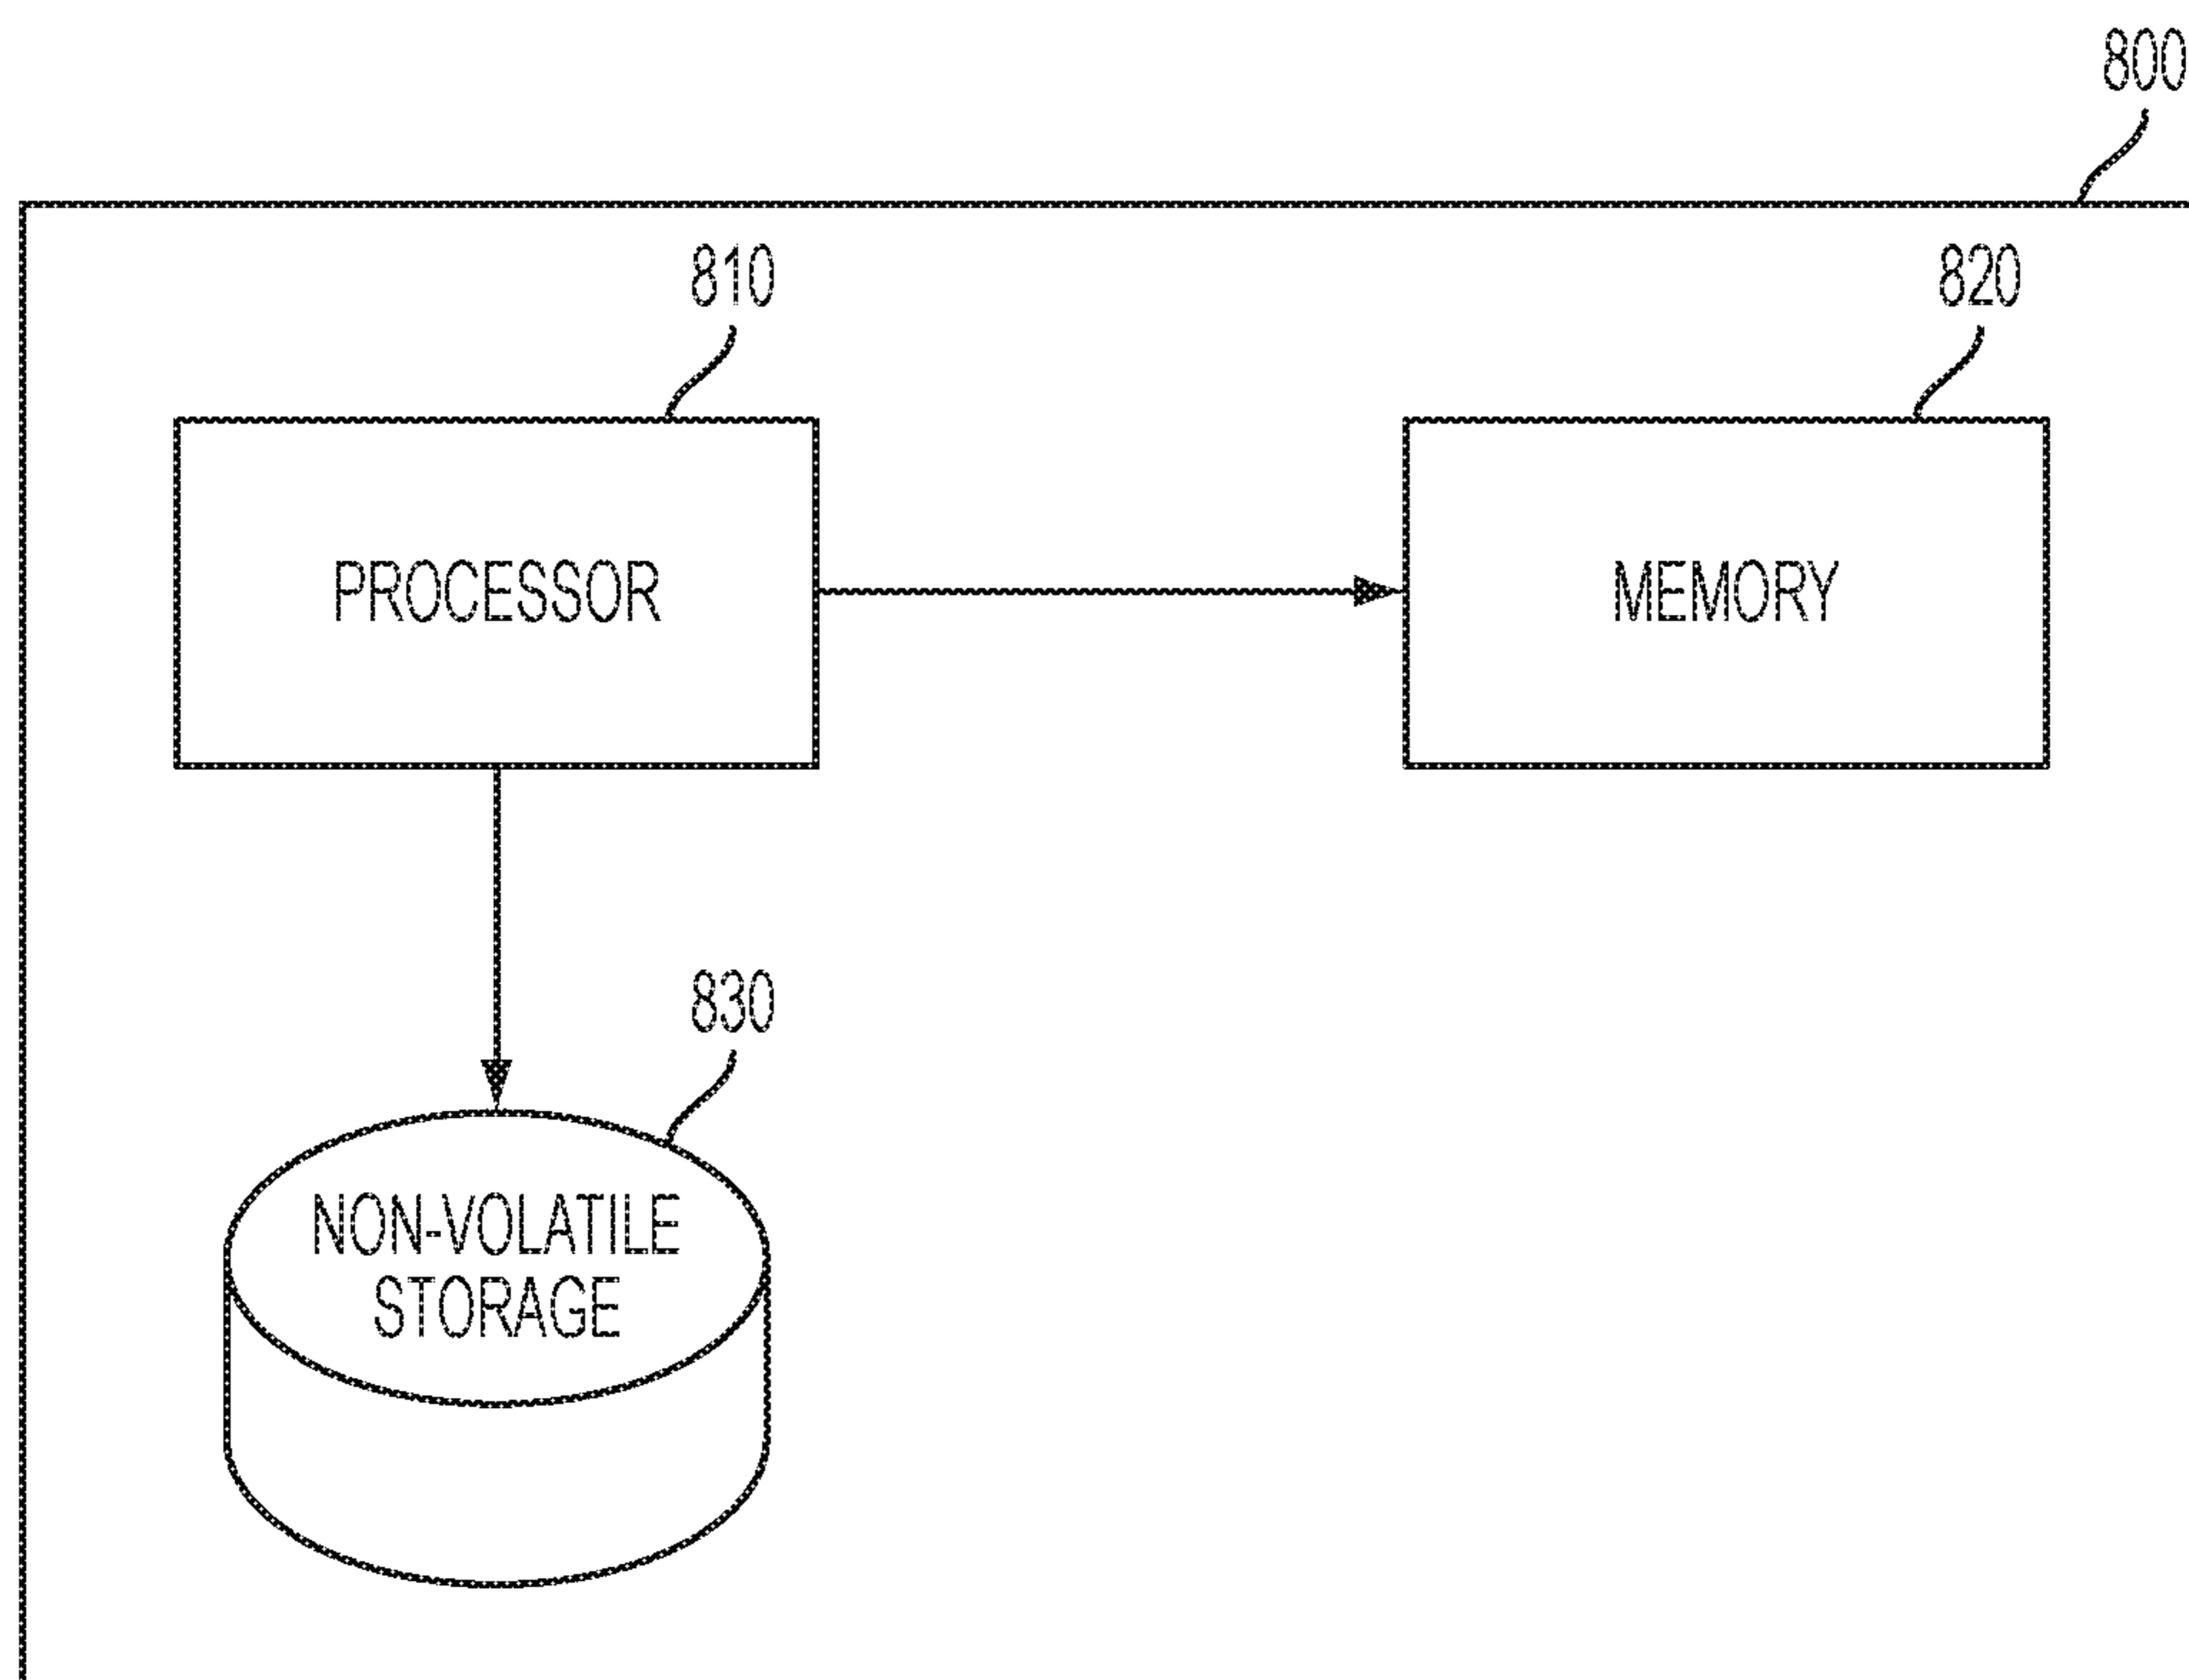 800
810
820
PROCESSOR
MEMORY
830
NON-VOLATILE
STORAGE